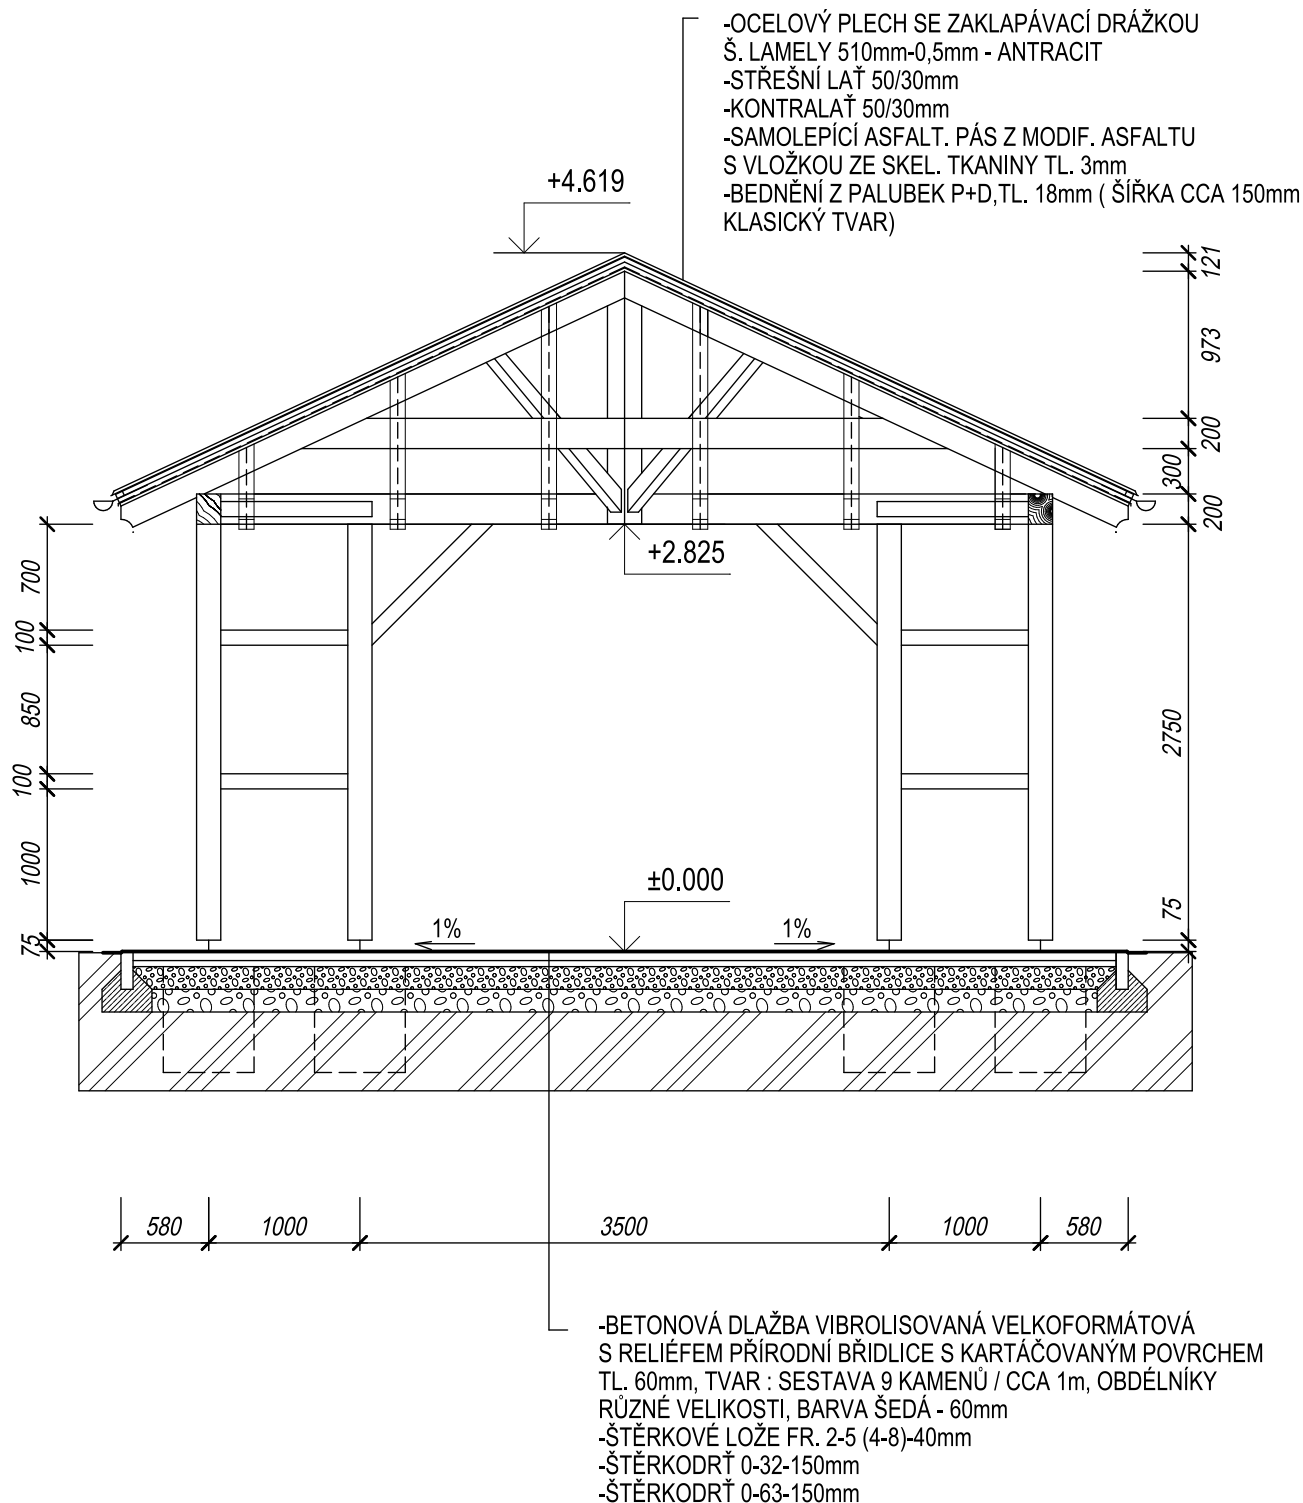 -OCELOVÝ PLECH SE ZAKLAPÁVACÍ DRÁŽKOU
Š. LAMELY 510mm-0,5mm - ANTRACIT
-STŘEŠNÍ LAŤ 50/30mm
-KONTRALAŤ 50/30mm
-SAMOLEPÍCÍ ASFALT. PÁS Z MODIF. ASFALTU
S VLOŽKOU ZE SKEL. TKANINY TL. 3mm
-BEDNĚNÍ Z PALUBEK P+D,TL. 18mm ( ŠÍŘKA CCA 150mm
KLASICKÝ TVAR)
+4.619
121
973
200
300
200
2750
75
+2.825
700
100
850
100
1000
75
±0.000
1%
1%
580
1000
3500
1000
580
-BETONOVÁ DLAŽBA VIBROLISOVANÁ VELKOFORMÁTOVÁ
S RELIÉFEM PŘÍRODNÍ BŘIDLICE S KARTÁČOVANÝM POVRCHEM
TL. 60mm, TVAR : SESTAVA 9 KAMENŮ / CCA 1m, OBDÉLNÍKY
RŮZNÉ VELIKOSTI, BARVA ŠEDÁ - 60mm
-ŠTĚRKOVÉ LOŽE FR. 2-5 (4-8)-40mm
-ŠTĚRKODRŤ 0-32-150mm
-ŠTĚRKODRŤ 0-63-150mm